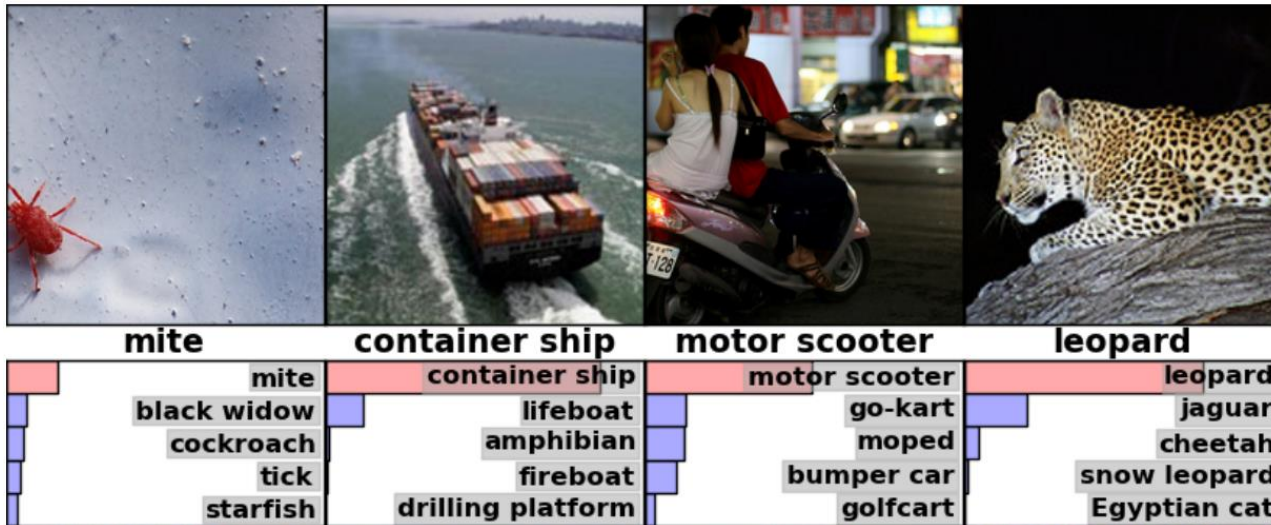 T-128
mite
container ship
motor scooter
leopard
mite
black widow
cockroach
tick
starfish
container ship
lifeboat
amphibian
fireboat
drilling platform
motor scooter
go-kart
moped
bumper car
golfcart
leopard
jaguar
cheetah
snow leopard
Egyptian cat